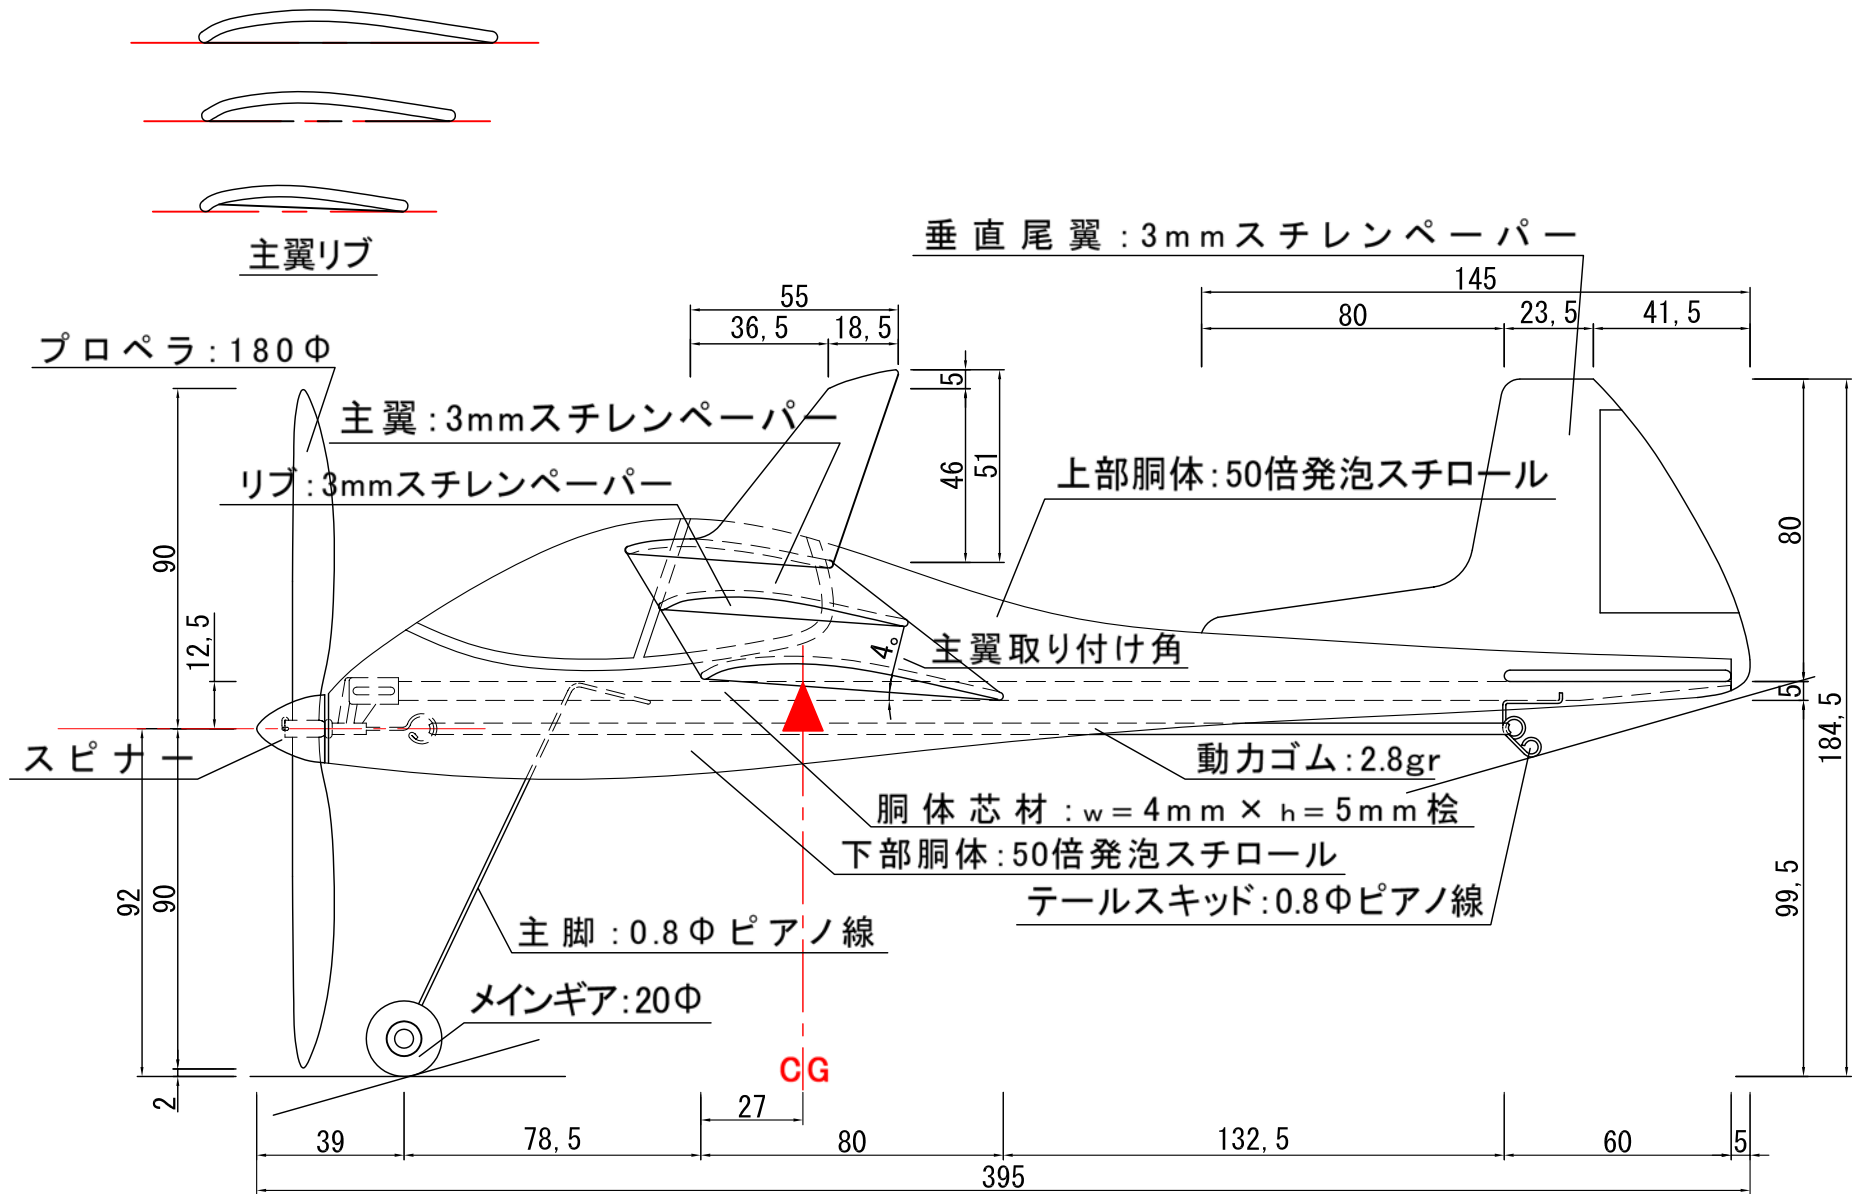 主翼リブ
垂直尾翼:3mmスチレンペーパー
145
55
80
23,5
41,5
36,5
18,5
プロペラ:180Φ
5
主翼:3mmスチレンペーパー
46
51
リブ:3mmスチレンペーパー
上部胴体:50倍発泡スチロール
90
80
12,5
4°
主翼取り付け角
5
184,5
スピナー
動力ゴム:2.8gr
胴体芯材:w=4mm×h=5mm桧
下部胴体:50倍発泡スチロール
92
90
99,5
テールスキッド:0.8Φピアノ線
主脚:0.8Φピアノ線
メインギア:20Φ
CG
2
27
39
78,5
80
132,5
60
5
395